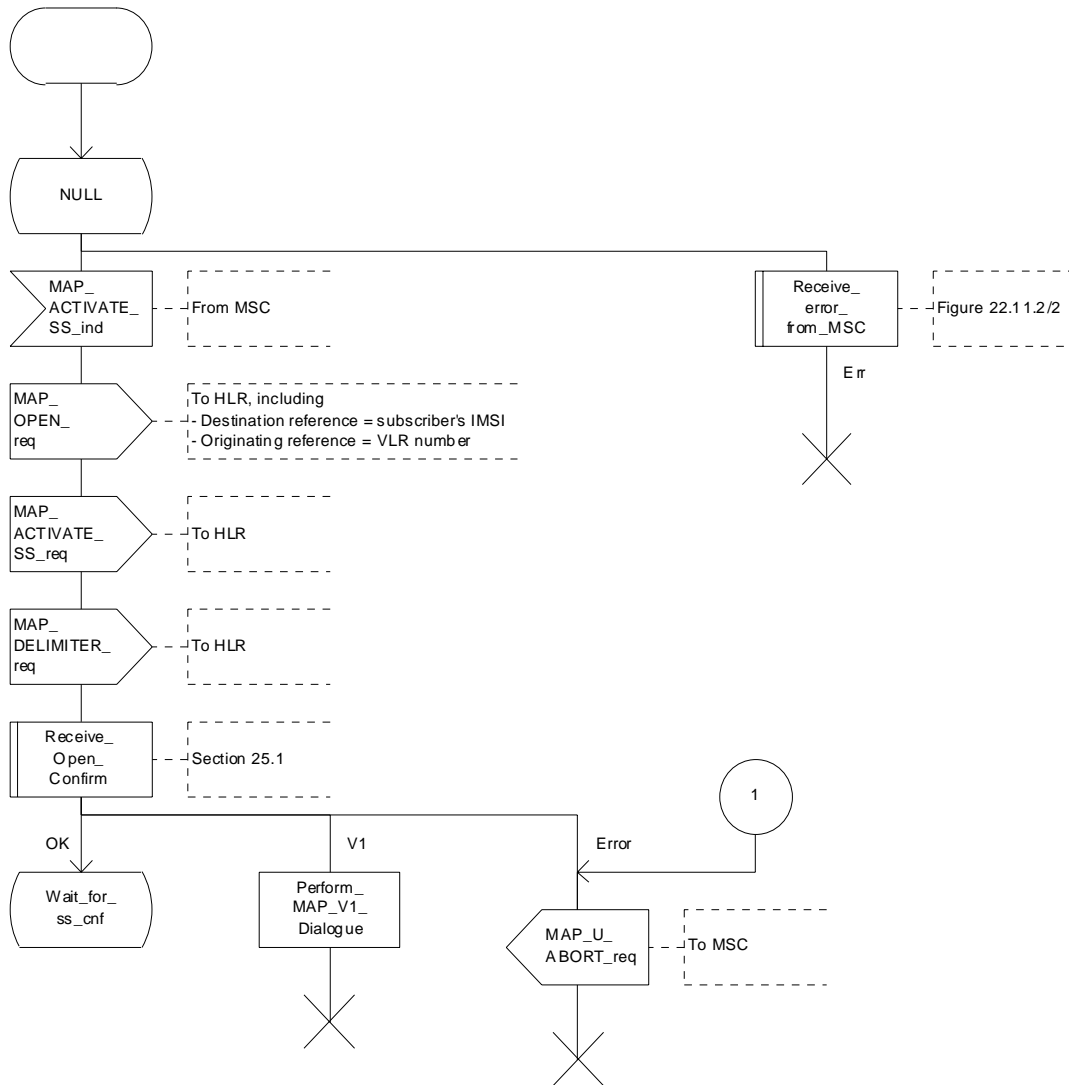 NULL
MAP_
ACTIVATE_
SS_ind
From MSC
Receive_
error_
from_MSC
Figure 22.11.2/2
Err
MAP_
OPEN_
req
To HLR, including
- Destination reference = subscriber's IMSI
- Originating reference = VLR number
MAP_
ACTIVATE_
SS_req
To HLR
MAP_
DELIMITER_
req
To HLR
Receive_
Open_
Confirm
Section 25.1
1
OK
V1
Error
Wait_for_
ss_cnf
Perform_
MAP_V1_
Dialogue
MAP_U_
ABORT_req
To MSC